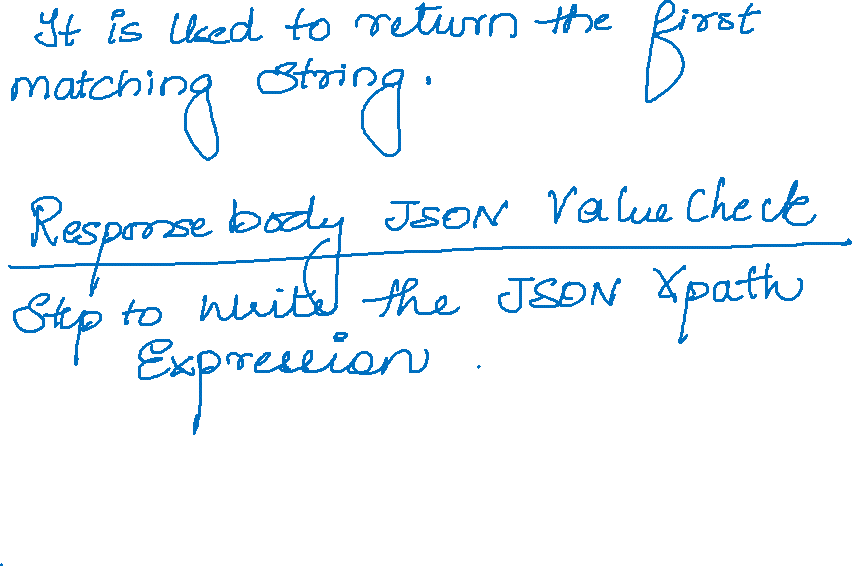 It is Used to return the first
matching String.
Response body JSON Value Check
Step to write the JSON Xpath
Expression.